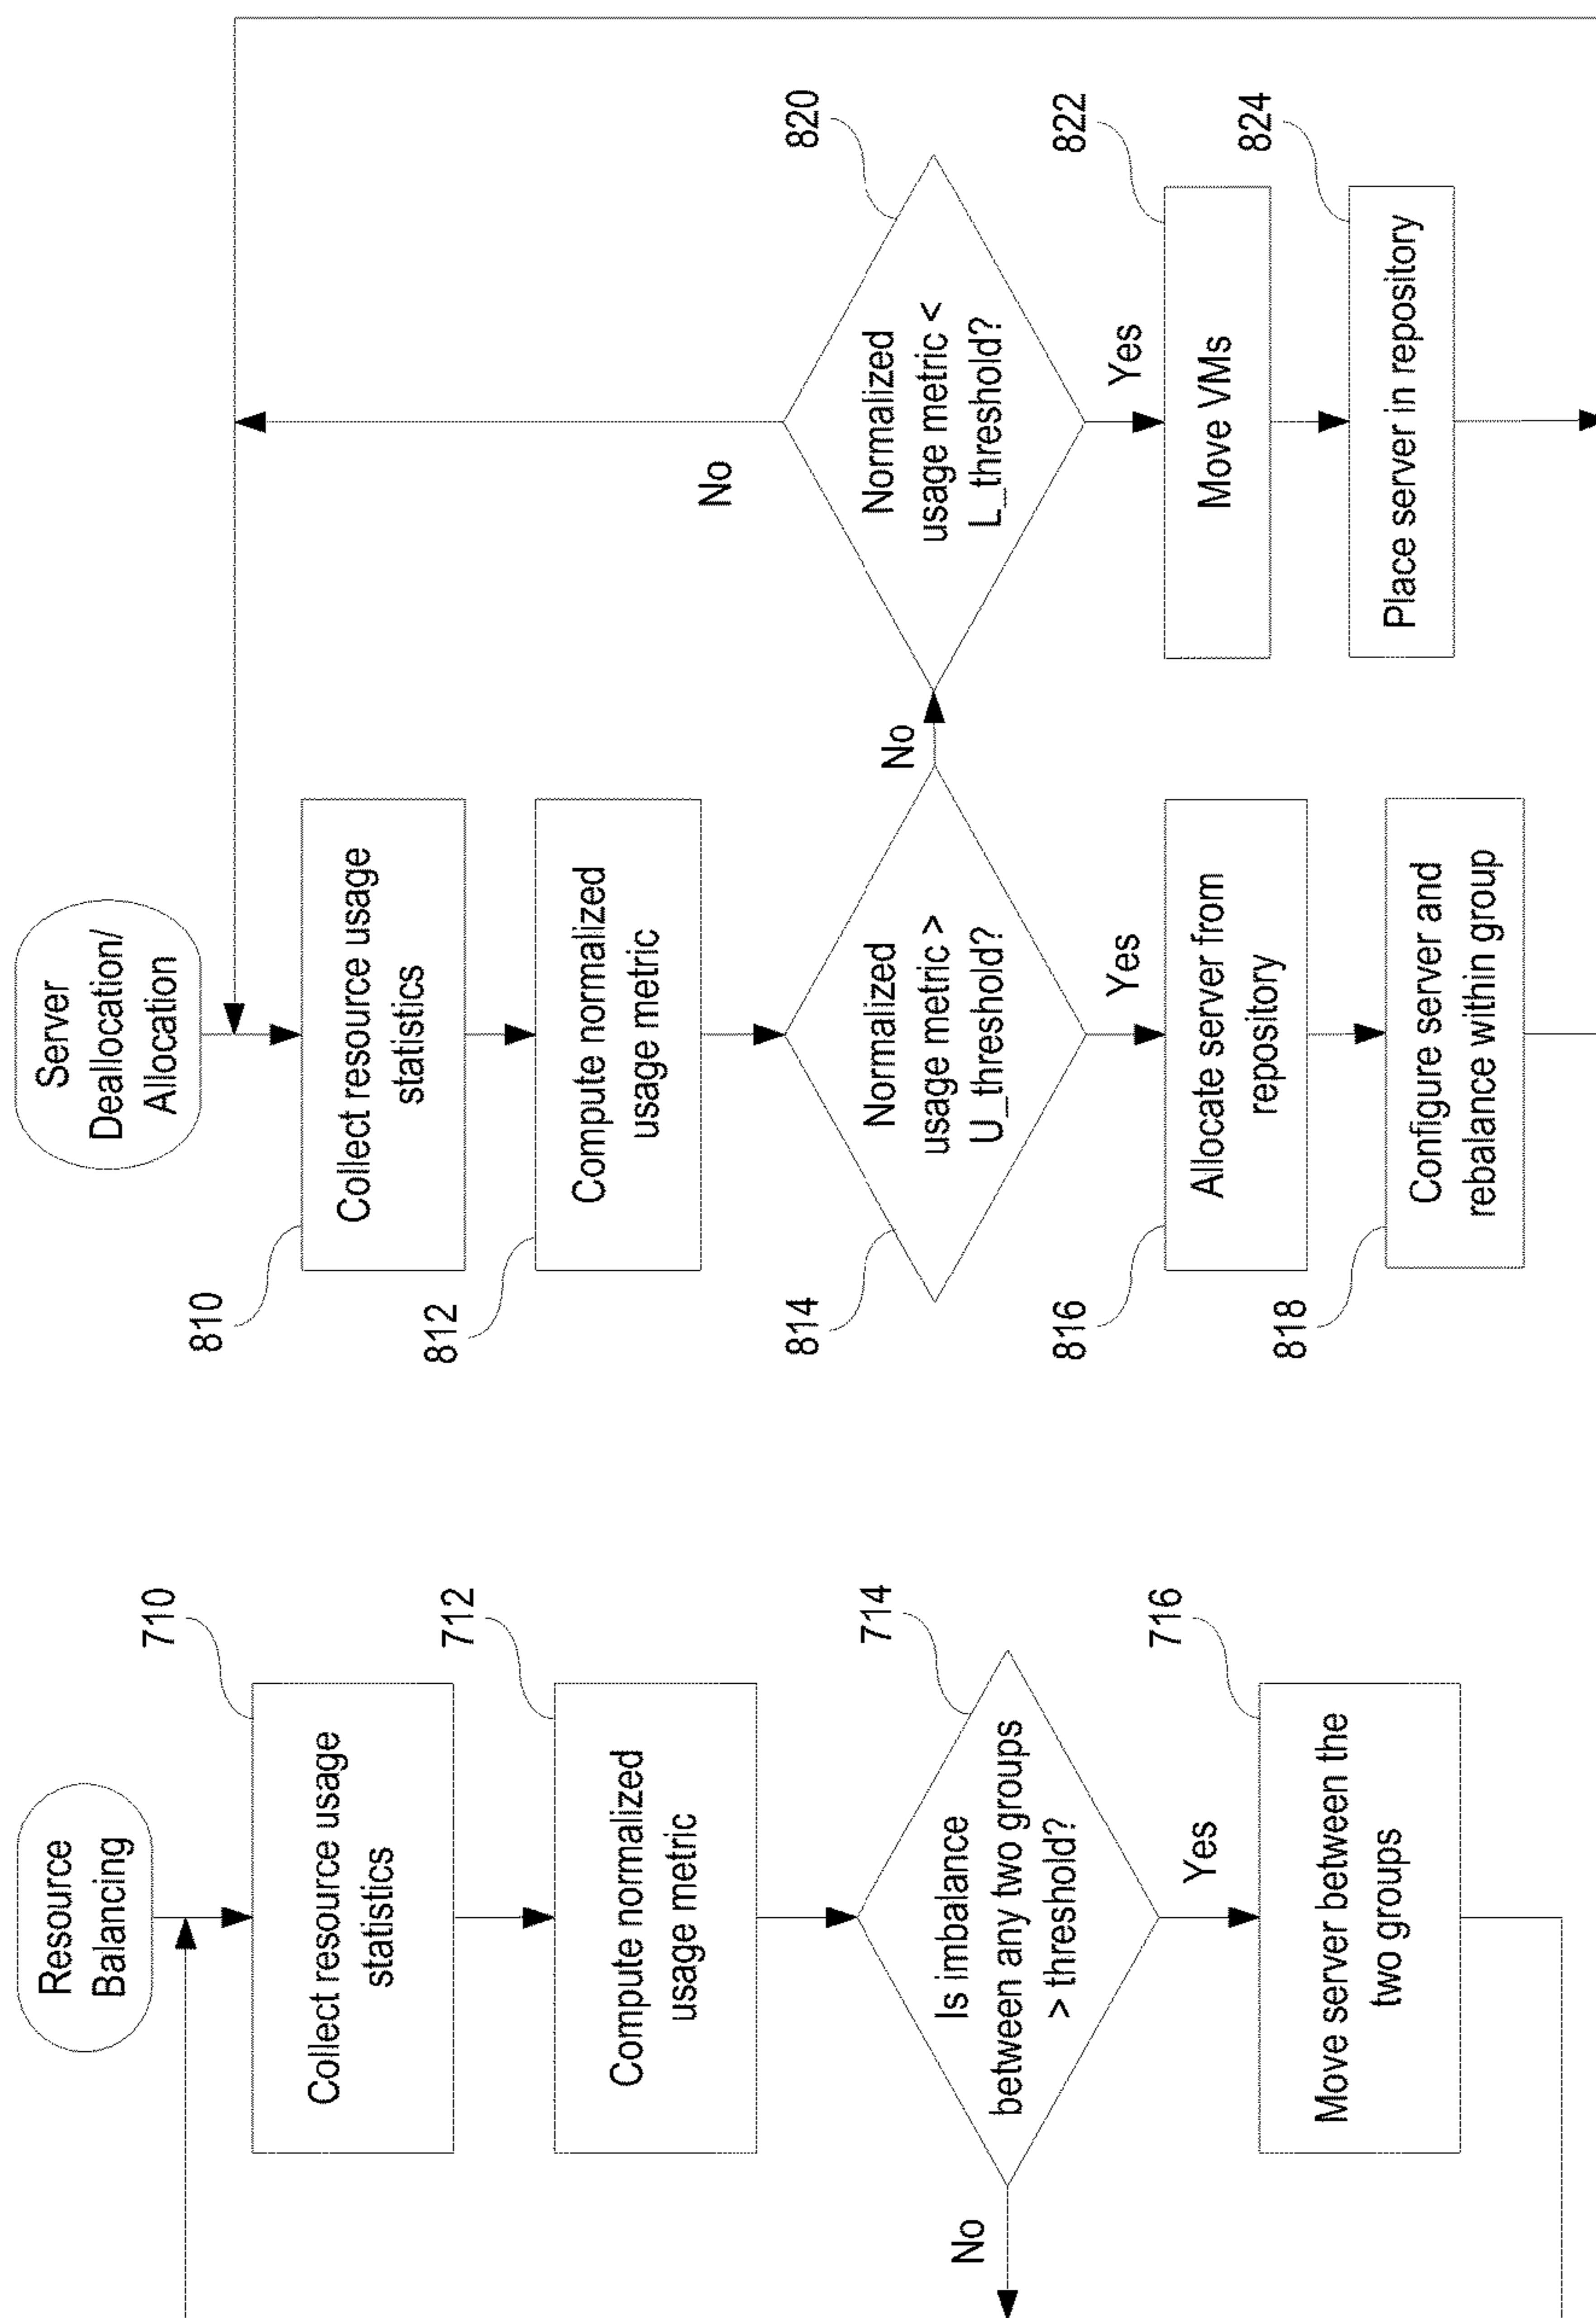 Resource
Balancing
710
Collect resource usage
statistics
712
Compute normalized
usage metric
714
Is imbalance
between any two groups
> threshold?
No
Yes
716
Move server between the
two groups
Server
Deallocation/
Allocation
810
Collect resource usage
statistics
812
Compute normalized
usage metric
814
Normalized
usage metric >
U_threshold?
No
Yes
816
Allocate server from
repository
818
Configure server and
rebalance within group
820
Normalized
usage metric <
L_threshold?
No
Yes
822
Move VMs
824
Place server in repository